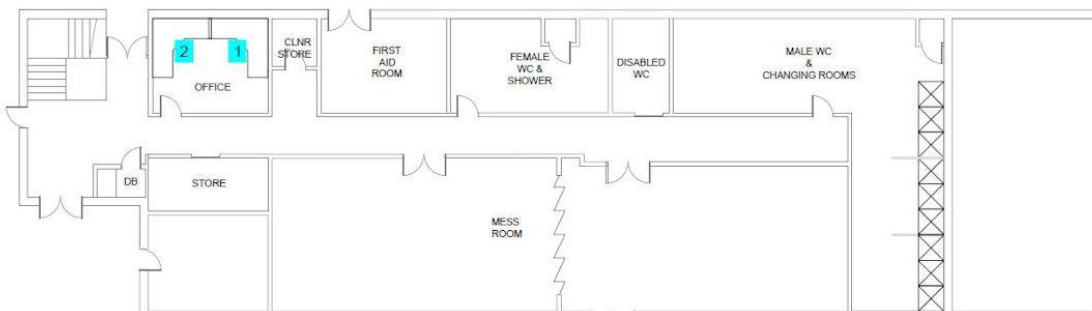 2
1
OFFICE
CLNR
STORE
FIRST
AID
ROOM
FEMALE
WC &
SHOWER
DISABLED
WC
MALE WC
&
CHANGING ROOMS
DB
STORE
MESS
ROOM